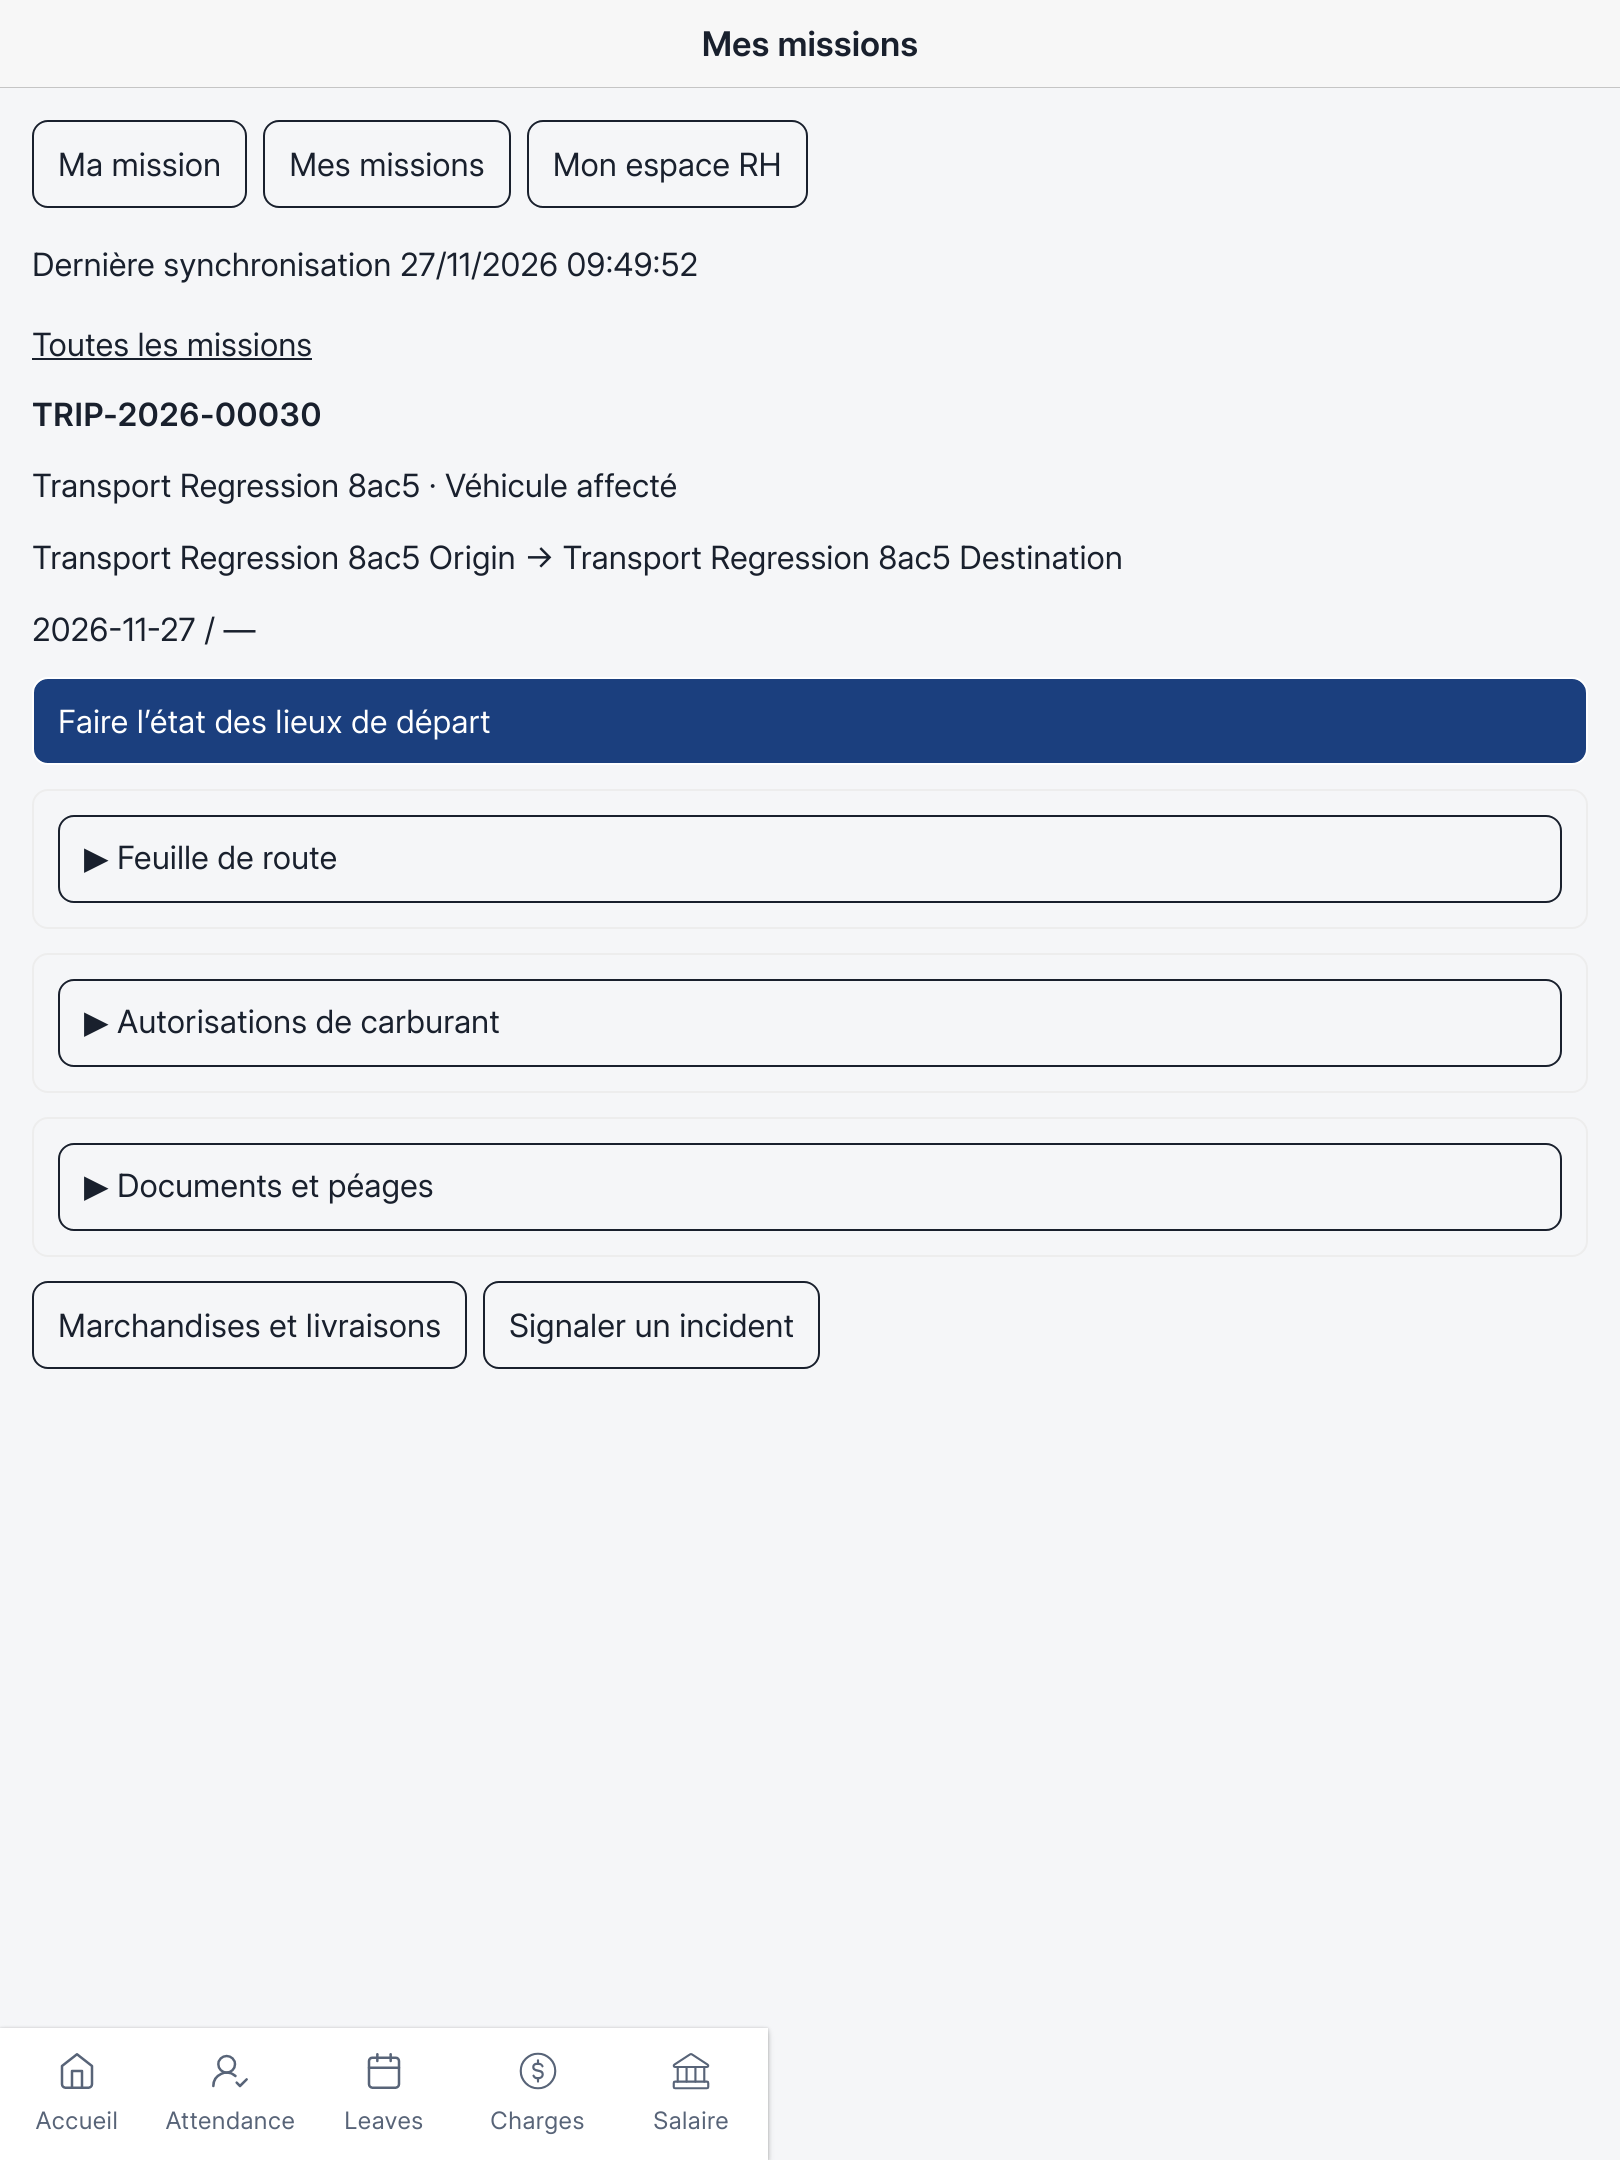 Mes missions
Ma mission
Mes missions
Mon espace RH
Dernière synchronisation 27/11/2026 09:49:52
Toutes les missions
TRIP-2026-00030
Transport Regression 8ac5 · Véhicule affecté
Transport Regression 8ac5 Origin → Transport Regression 8ac5 Destination
2026-11-27 / —
Faire l’état des lieux de départ
▶ Feuille de route
▶ Autorisations de carburant
▶ Documents et péages
Marchandises et livraisons
Signaler un incident
Accueil
Attendance
Leaves
Charges
Salaire